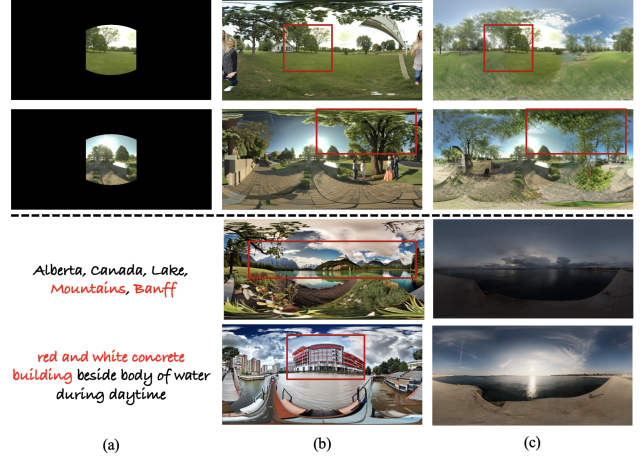 Alberta, Canada, Lake,
Mountains, Banff
red and white concrete
building beside body of water
during daytime
(a)
(b)
(c)